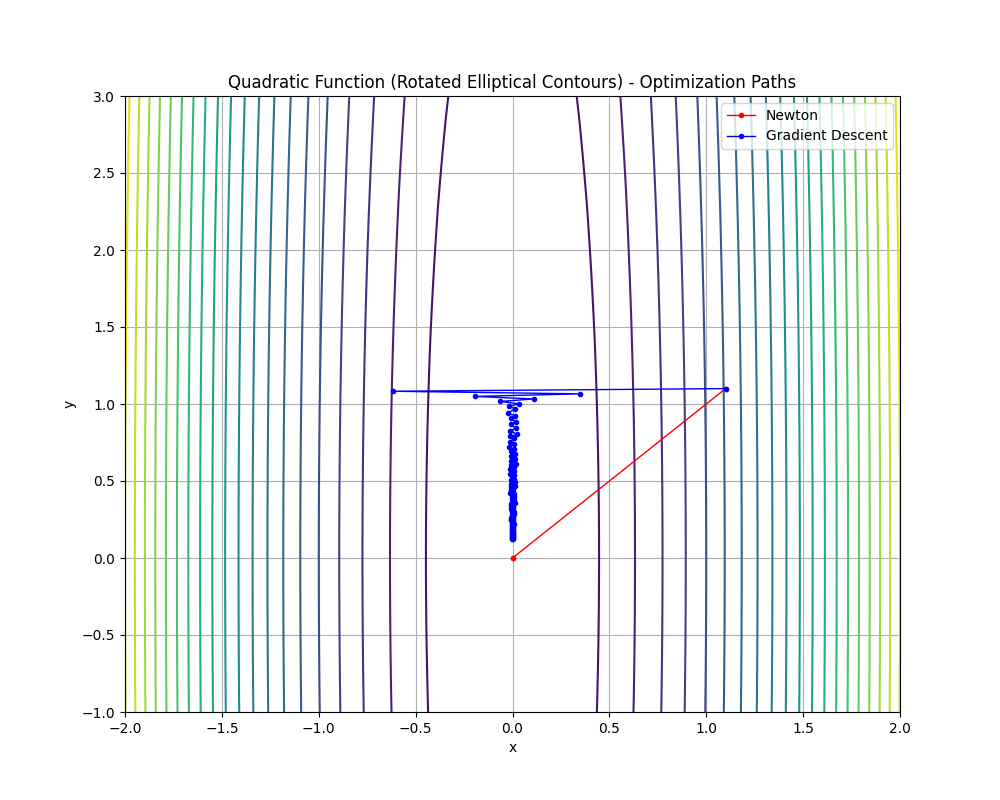 Quadratic Function (Rotated Elliptical Contours) - Optimization Paths
Newton
Gradient Descent
3.0
2.5
2.0
1.5
1.0
0.5
0.0
−0.5
−1.0
y
−2.0 −1.5 −1.0 −0.5 0.0 0.5 1.0 1.5 2.0
x